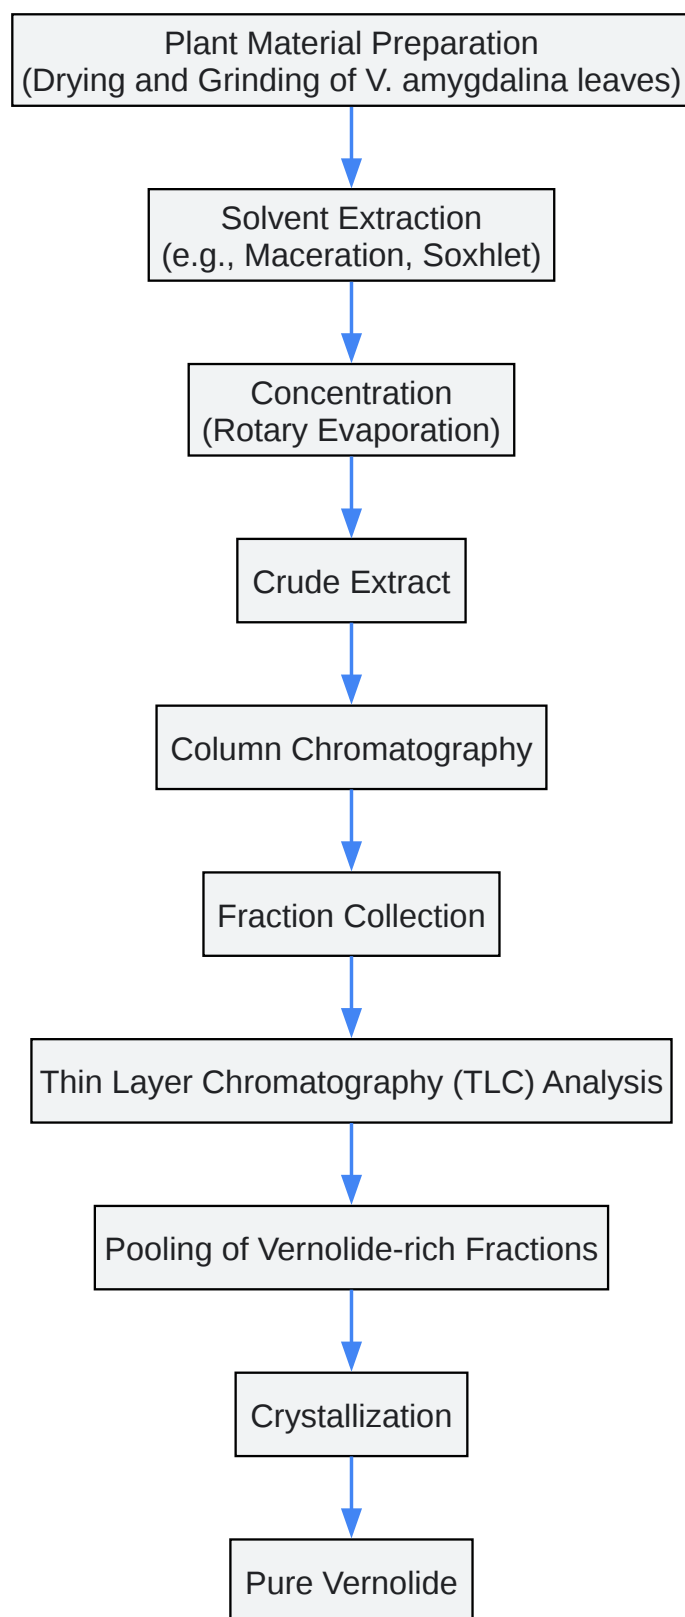 Plant Material Preparation
(Drying and Grinding of V. amygdalina leaves)
Solvent Extraction
(e.g., Maceration, Soxhlet)
Concentration
(Rotary Evaporation)
Crude Extract
Column Chromatography
Fraction Collection
Thin Layer Chromatography (TLC) Analysis
Pooling of Vernolide-rich Fractions
Crystallization
Pure Vernolide